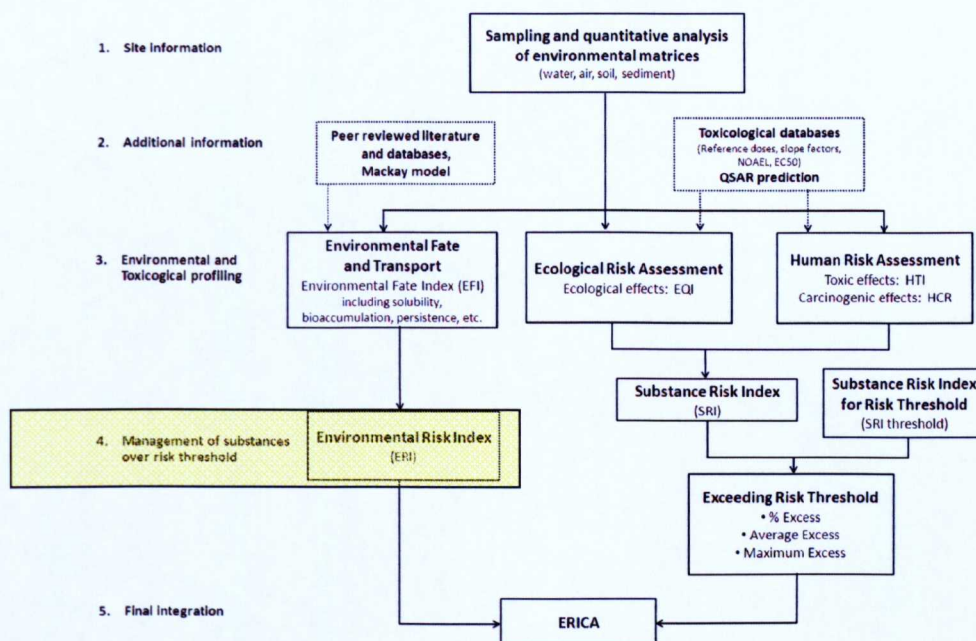 1. Site information
Sampling and quantitative analysis
of environmental matrices
(water, air, soil, sediment)
2. Additional information
Peer reviewed literature
and databases,
Mackay model
Toxicological databases
(Reference doses, slope factors,
NOAEL, EC50)
QSAR prediction
3. Environmental and
Toxicogical profiling
Environmental Fate
and Transport
Environmental Fate Index (EFI)
including solubility,
bioaccumulation, persistence, etc.
Ecological Risk Assessment
Ecological effects: EQI
Human Risk Assessment
Toxic effects: HTI
Carcinogenic effects: HCR
Substance Risk Index
(SRI)
Substance Risk Index
for Risk Threshold
(SRI threshold)
4. Management of substances
over risk threshold
Environmental Risk Index
(ERI)
Exceeding Risk Threshold
• % Excess
• Average Excess
• Maximum Excess
5. Final integration
ERICA